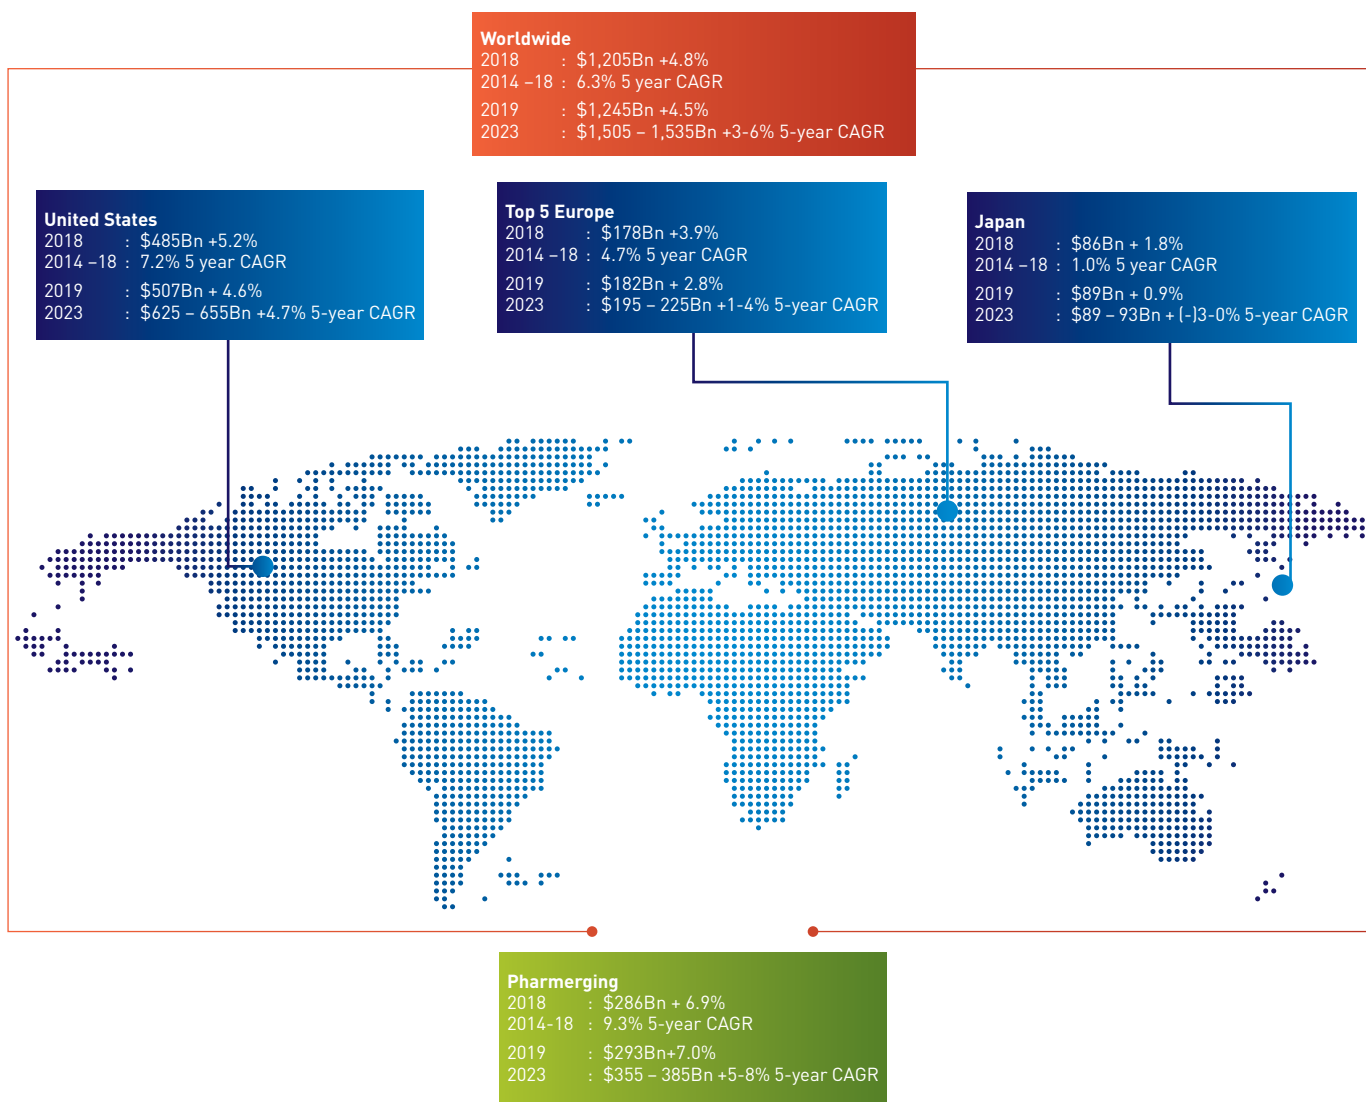 Worldwide
2018 : $1,205Bn +4.8%
2014 –18 : 6.3% 5 year CAGR
2019 : $1,245Bn +4.5%
2023 : $1,505 – 1,535Bn +3-6% 5-year CAGR
United States
2018 : $485Bn +5.2%
2014 –18 : 7.2% 5 year CAGR
2019 : $507Bn + 4.6%
2023 : $625 – 655Bn +4.7% 5-year CAGR
Top 5 Europe
2018 : $178Bn +3.9%
2014 –18 : 4.7% 5 year CAGR
2019 : $182Bn + 2.8%
2023 : $195 – 225Bn +1-4% 5-year CAGR
Japan
2018 : $86Bn + 1.8%
2014 –18 : 1.0% 5 year CAGR
2019 : $89Bn + 0.9%
2023 : $89 – 93Bn + (-)3-0% 5-year CAGR
Pharmerging
2018 : $286Bn + 6.9%
2014-18 : 9.3% 5-year CAGR
2019 : $293Bn+7.0%
2023 : $355 – 385Bn +5-8% 5-year CAGR